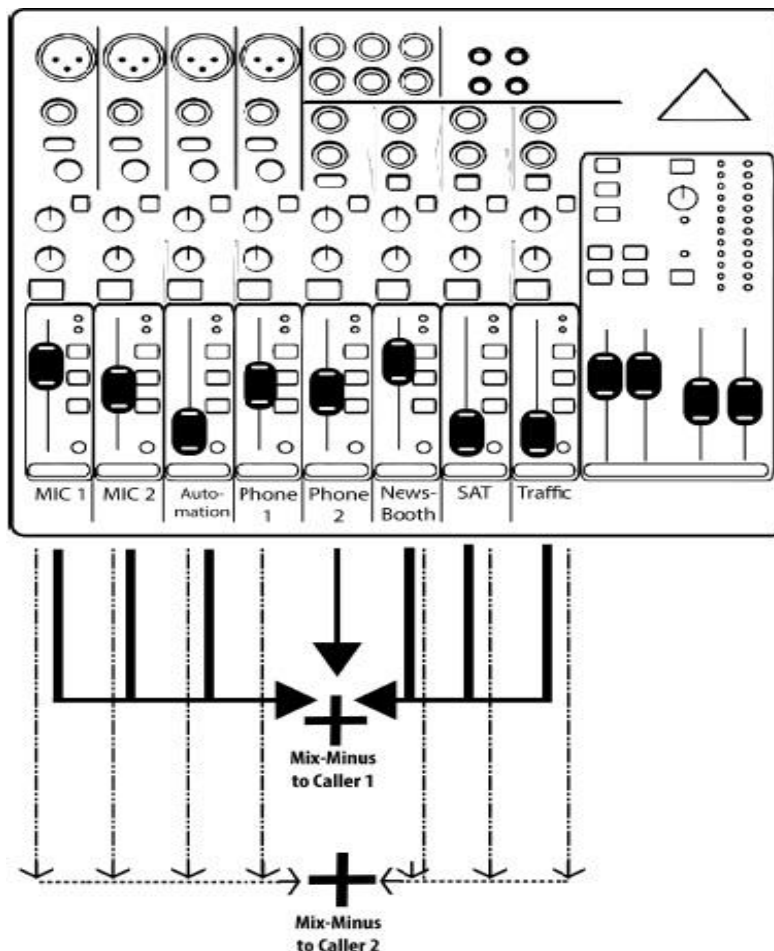 MIC 1
MIC 2
Auto-
mation
Phone
1
Phone
2
News-
Booth
SAT
Traffic
Mix-Minus
to Caller 1
Mix-Minus
to Caller 2